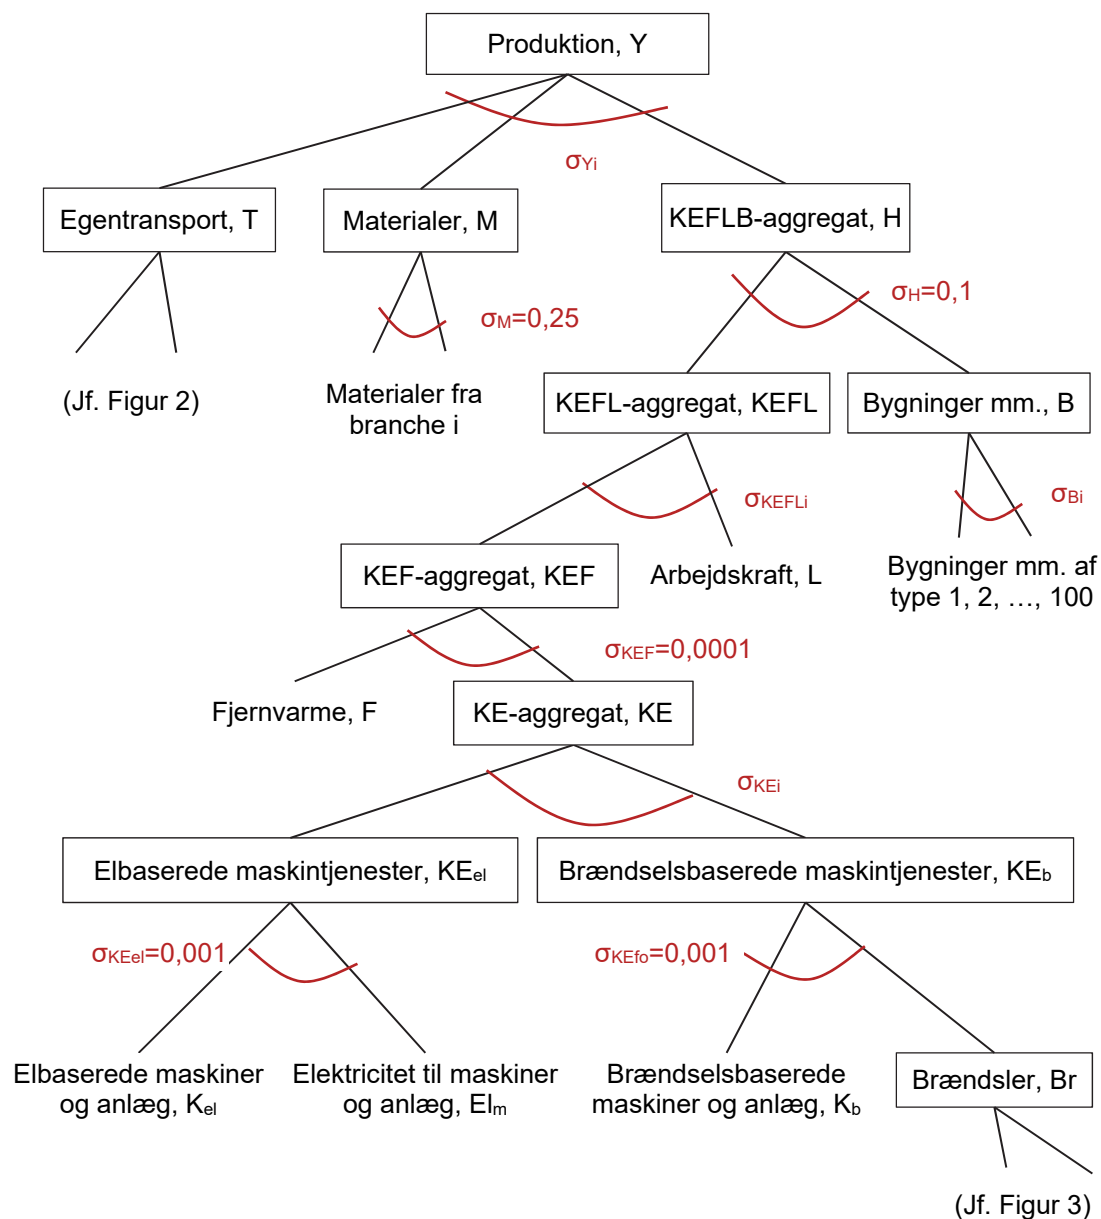 Produktion, Y
σYi
Egentransport, T
Materialer, M
KEFLB-aggregat, H
σM=0,25
σH=0,1
(Jf. Figur 2)
Materialer fra
branche i
KEFL-aggregat, KEFL
Bygninger mm., B
σKEFLi
σBi
KEF-aggregat, KEF
Arbejdskraft, L
Bygninger mm. af
type 1, 2, …, 100
σKEF=0,0001
Fjernvarme, F
KE-aggregat, KE
σKEi
Elbaserede maskintjenester, KEel
Brændselsbaserede maskintjenester, KEb
σKEel=0,001
σKEfo=0,001
Elbaserede maskiner
og anlæg, Kel
Elektricitet til maskiner
og anlæg, Elm
Brændselsbaserede
maskiner og anlæg, Kb
Brændsler, Br
(Jf. Figur 3)